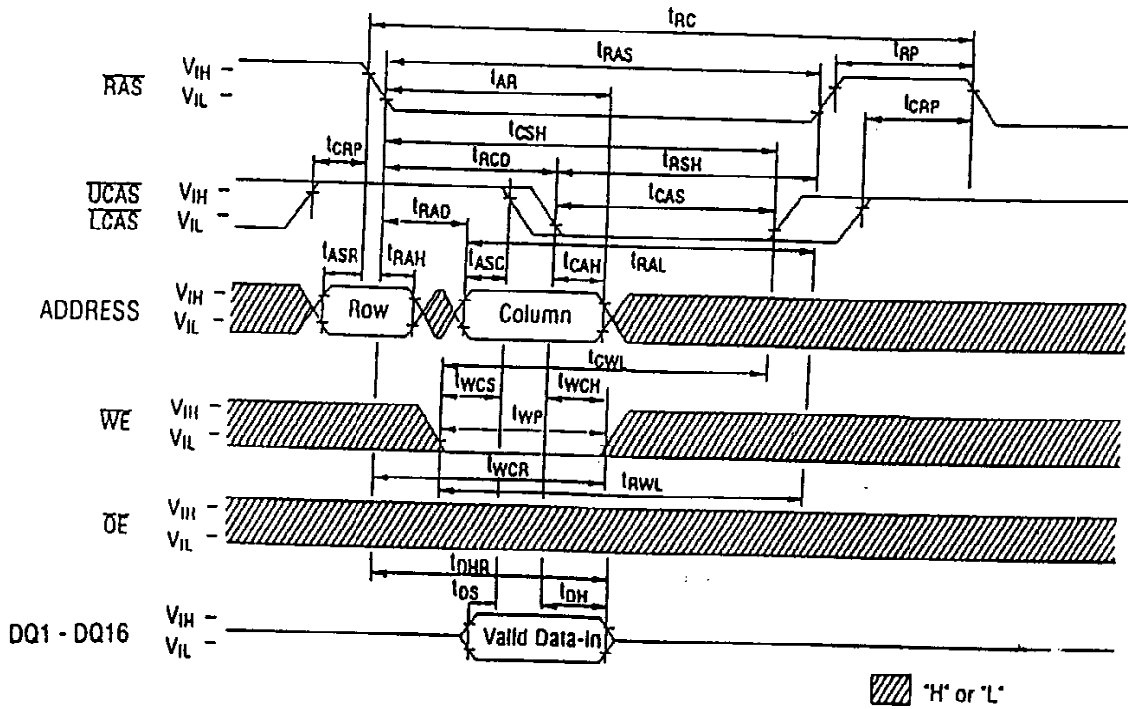 tRC
tRAS
tRP
RAS
VIH
VIL
tAR
tCRP
tCSH
tCRP
tRCD
tRSH
UCAS
LCAS
VIH
VIL
tCAS
tRAD
tRAL
tASR
tRAH
tASC
tCAH
ADDRESS
VIH
VIL
Row
Column
tCWL
tWCS
tWCH
WE
VIH
VIL
tWP
tWCR
tRWL
OE
VIH
VIL
tDHR
tDS
tDH
DQ1 - DQ16
VIH
VIL
Valid Data-in
"H" or "L"